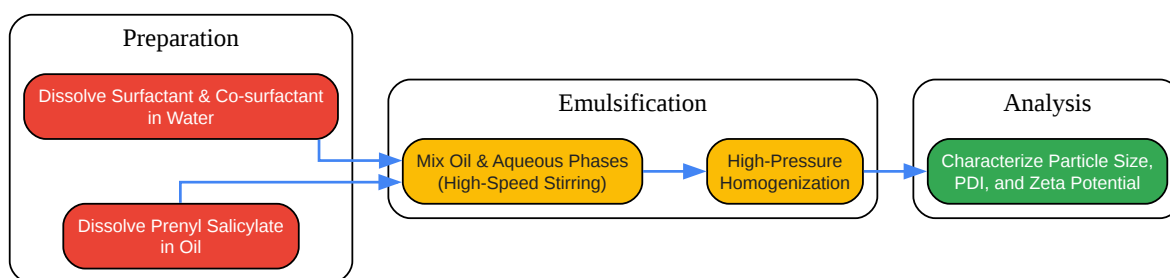 Preparation
Dissolve Surfactant & Co-surfactant
in Water
Dissolve Prenyl Salicylate
in Oil
Emulsification
Mix Oil & Aqueous Phases
(High-Speed Stirring)
High-Pressure
Homogenization
Analysis
Characterize Particle Size,
PDI, and Zeta Potential